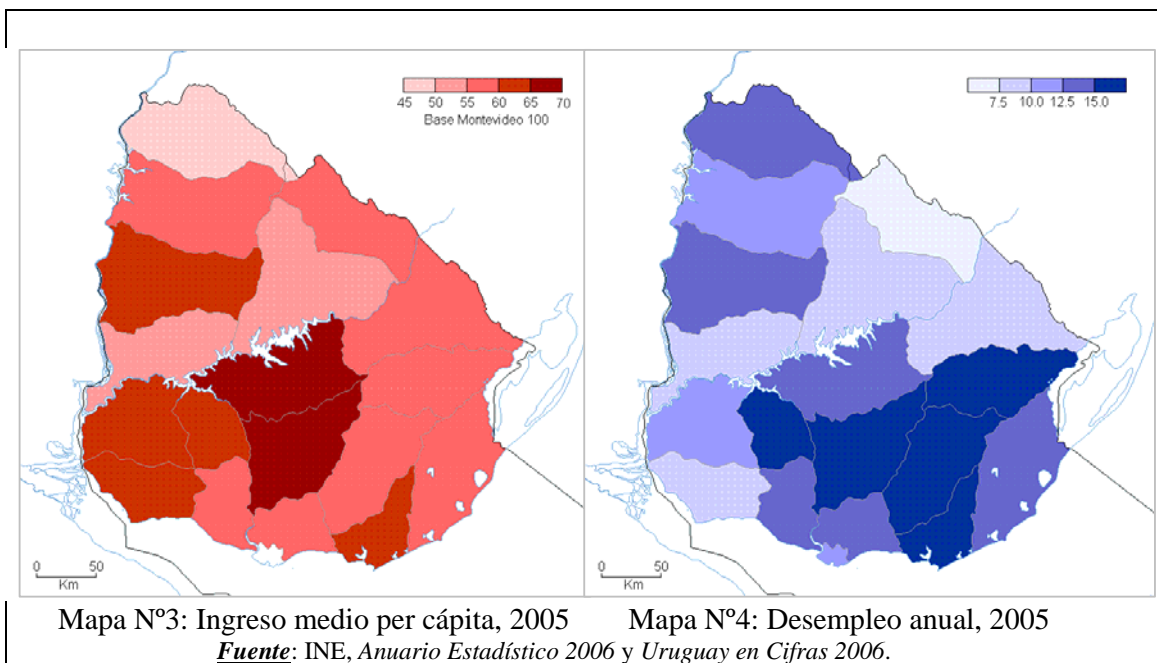 45 50 55 60 65 70
Base Montevideo 100
7.5 10.0 12.5 15.0
0 50
Km
0 50
Km
Mapa Nº3: Ingreso medio per cápita, 2005 Mapa Nº4: Desempleo anual, 2005
Fuente: INE, Anuario Estadístico 2006 y Uruguay en Cifras 2006.